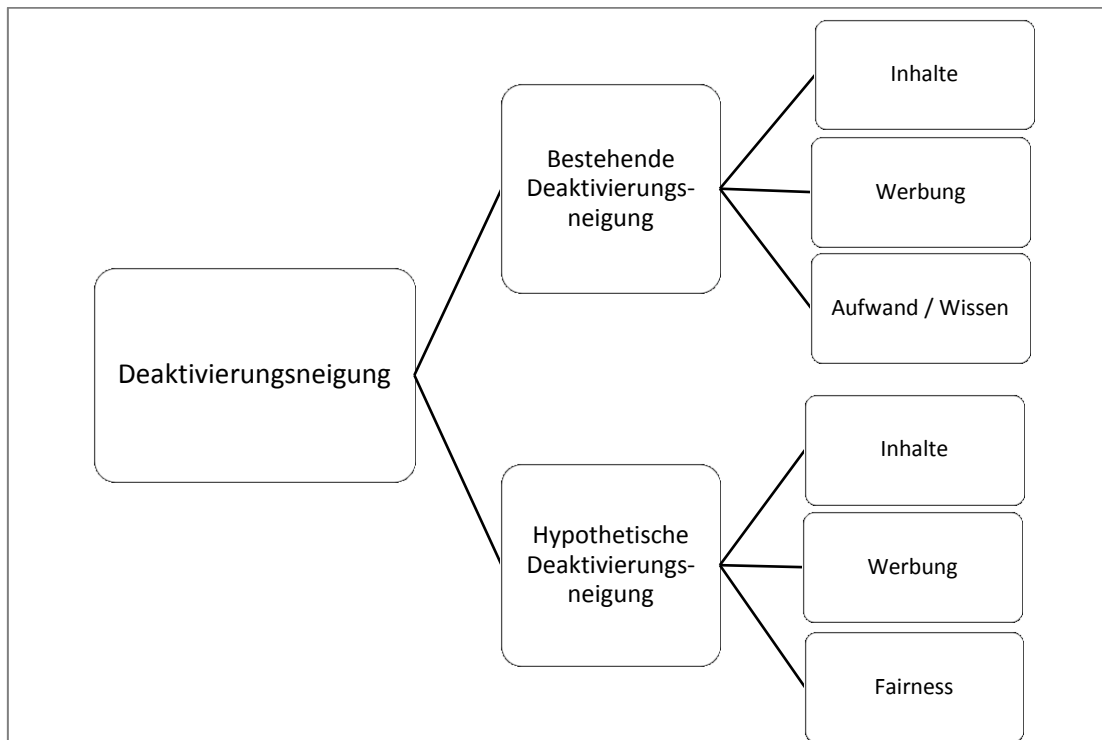 Deaktivierungsneigung
Bestehende
Deaktivierungs-
neigung
Inhalte
Werbung
Aufwand / Wissen
Hypothetische
Deaktivierungs-
neigung
Inhalte
Werbung
Fairness